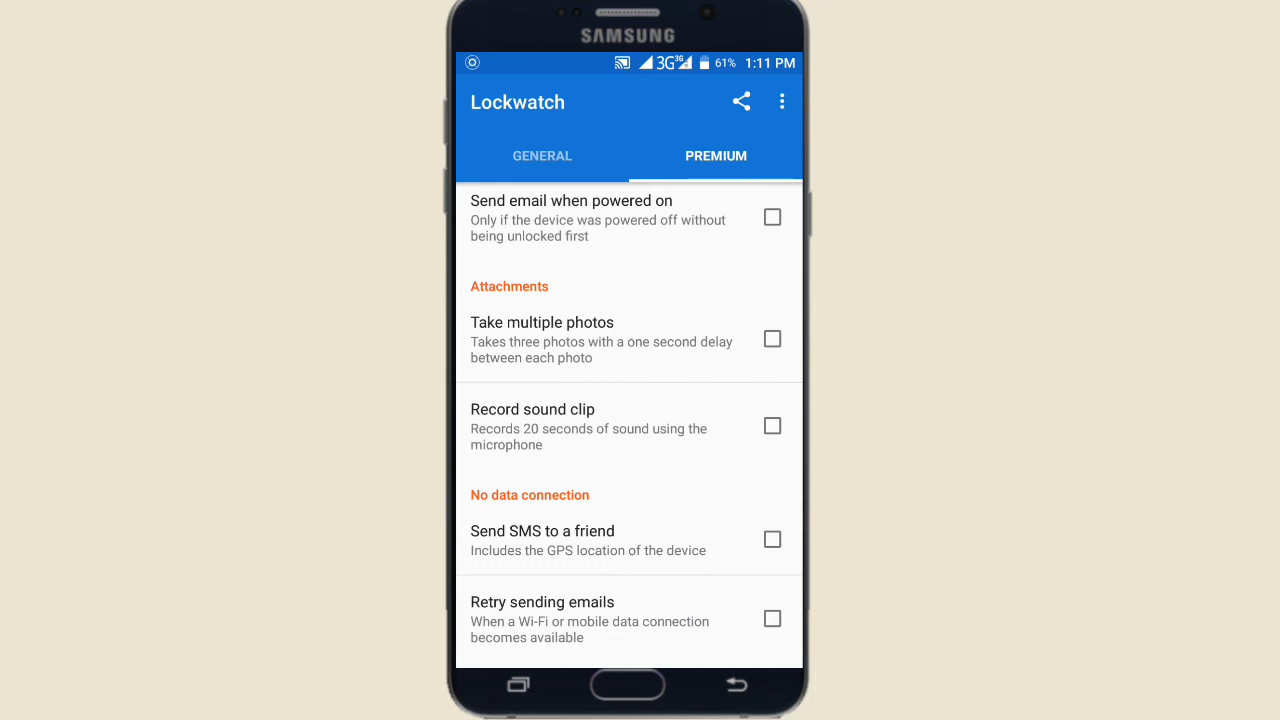 SAMSUNG
3G 3G 61% 1:11 PM
Lockwatch
GENERAL PREMIUM
Send email when powered on
Only if the device was powered off without
being unlocked first
Attachments
Take multiple photos
Takes three photos with a one second delay
between each photo
Record sound clip
Records 20 seconds of sound using the
microphone
No data connection
Send SMS to a friend
Includes the GPS location of the device
Retry sending emails
When a Wi-Fi or mobile data connection
becomes available